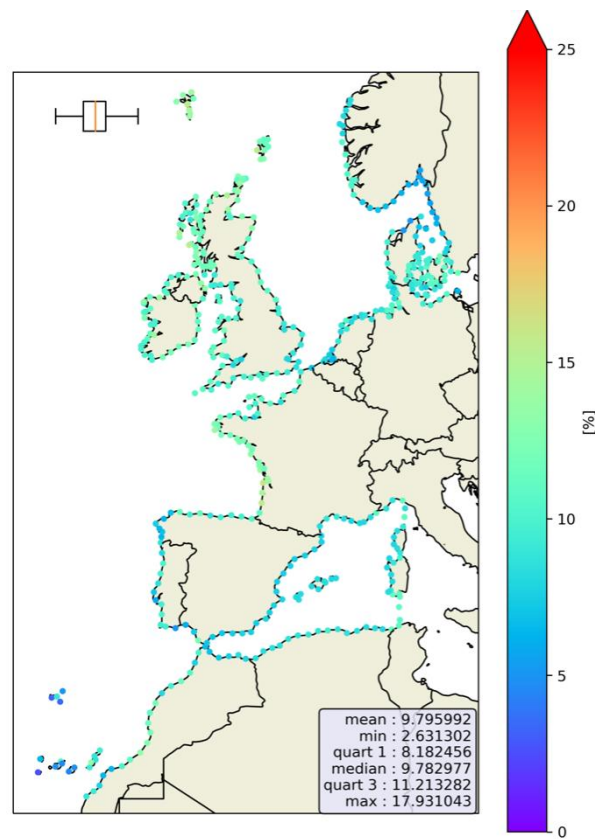 25
20
15
[%]
10
5
0
mean : 9.795992
min : 2.631302
quart 1 : 8.182456
median : 9.782977
quart 3 : 11.213282
max : 17.931043